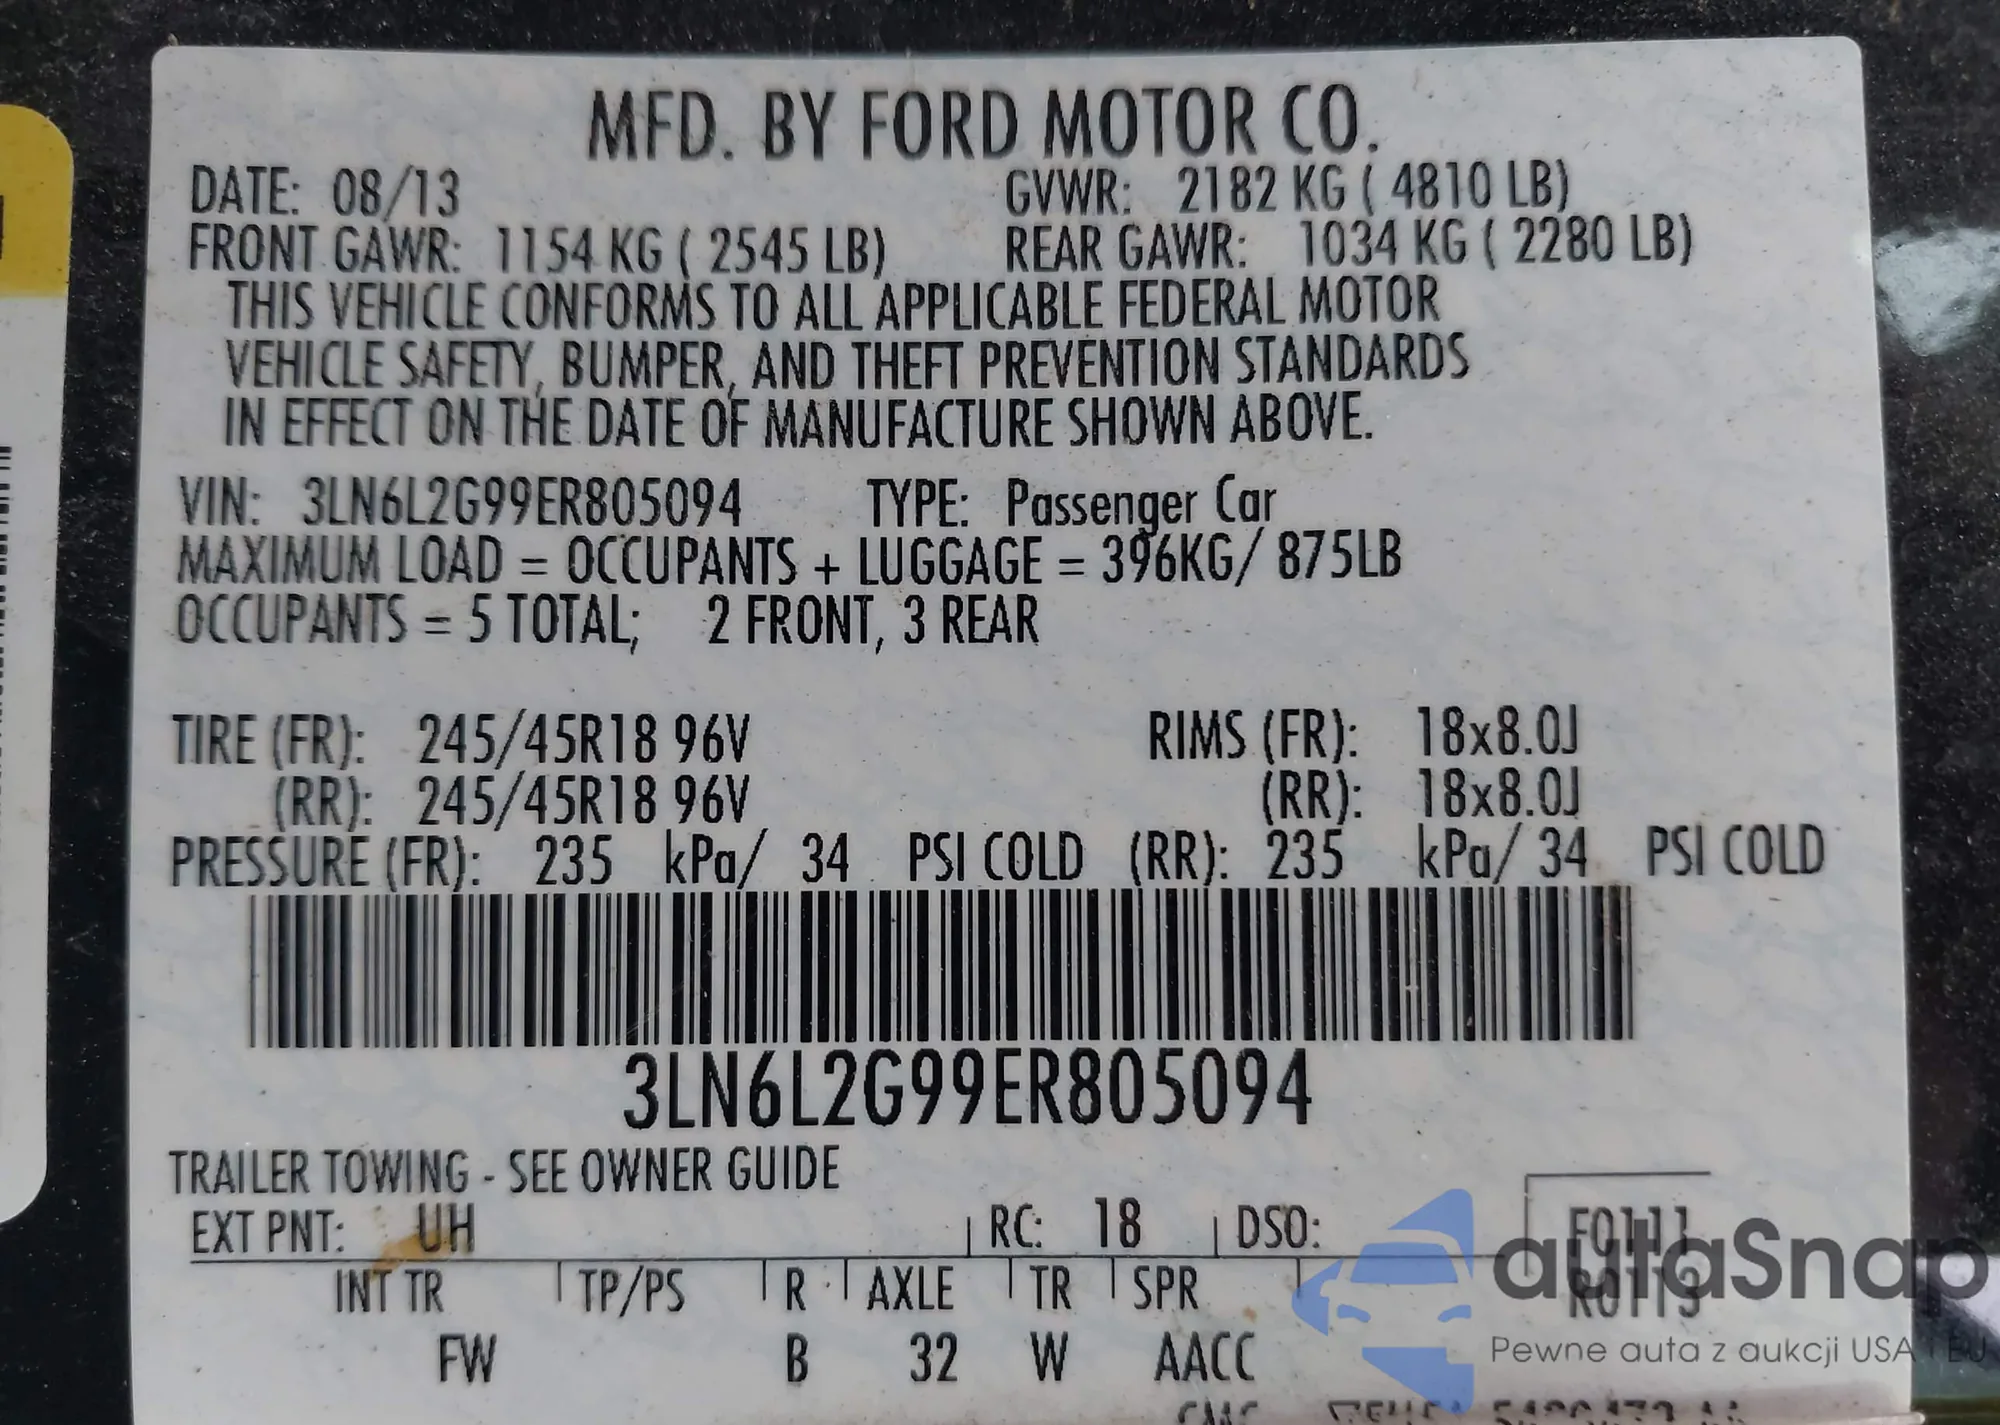 MFD. BY FORD MOTOR CO.
DATE: 08/13 GVWR: 2182 KG ( 4810 LB)
FRONT GAWR: 1154 KG ( 2545 LB) REAR GAWR: 1034 KG ( 2280 LB)
THIS VEHICLE CONFORMS TO ALL APPLICABLE FEDERAL MOTOR
VEHICLE SAFETY, BUMPER, AND THEFT PREVENTION STANDARDS
IN EFFECT ON THE DATE OF MANUFACTURE SHOWN ABOVE.
VIN: 3LN6L2G99ER805094 TYPE: Passenger Car
MAXIMUM LOAD = OCCUPANTS + LUGGAGE = 396KG/ 875LB
OCCUPANTS = 5 TOTAL; 2 FRONT, 3 REAR
TIRE (FR): 245/45R18 96V RIMS (FR): 18x8.0J
(RR): 245/45R18 96V (RR): 18x8.0J
PRESSURE (FR): 235 kPa/ 34 PSI COLD (RR): 235 kPa/ 34 PSI COLD
3LN6L2G99ER805094
TRAILER TOWING - SEE OWNER GUIDE
EXT PNT: UH RC: 18 DSO: F0111
R0113
INT TR TP/PS R AXLE TR SPR
FW B 32 W AACC
autaSnap
Pewne auta z aukcji USA i EU